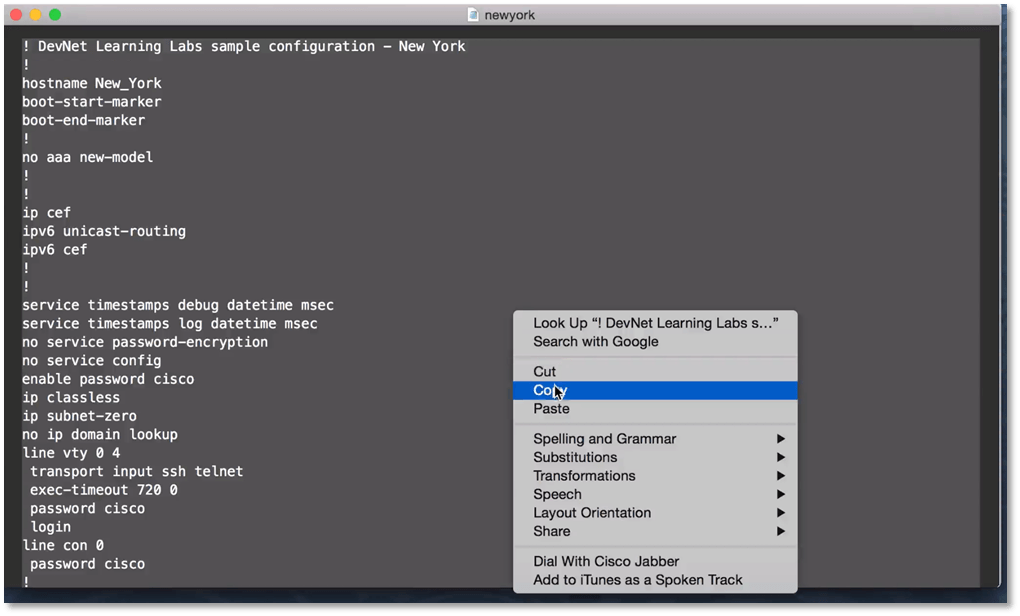 newyork
! DevNet Learning Labs sample configuration - New York
!
hostname New_York
boot-start-marker
boot-end-marker
!
no aaa new-model
!
!
ip cef
ipv6 unicast-routing
ipv6 cef
!
!
service timestamps debug datetime msec
service timestamps log datetime msec
no service password-encryption
no service config
enable password cisco
ip classless
ip subnet-zero
no ip domain lookup
line vty 0 4
 transport input ssh telnet
 exec-timeout 720 0
 password cisco
 login
line con 0
 password cisco
!
Look Up “! DevNet Learning Labs s...”
Search with Google
Cut
Copy
Paste
Spelling and Grammar
Substitutions
Transformations
Speech
Layout Orientation
Share
Dial With Cisco Jabber
Add to iTunes as a Spoken Track